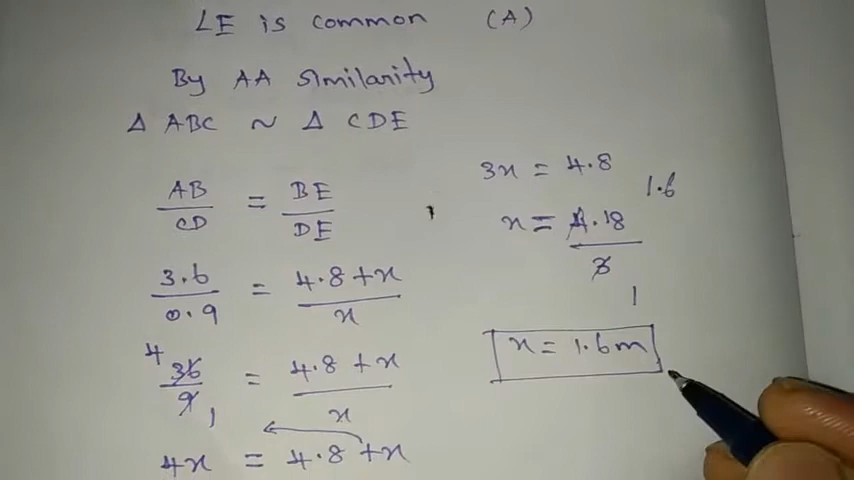 ∠E is common (A)
By AA similarity
Δ ABC ~ Δ CDE
AB/CD = BE/DE
3.6/0.9 = 4.8+x/x
4
36/9 = 4.8+x/x
1
4x = 4.8+x
3x = 4.8
1.6
x = 4.18/3
1
x = 1.6m